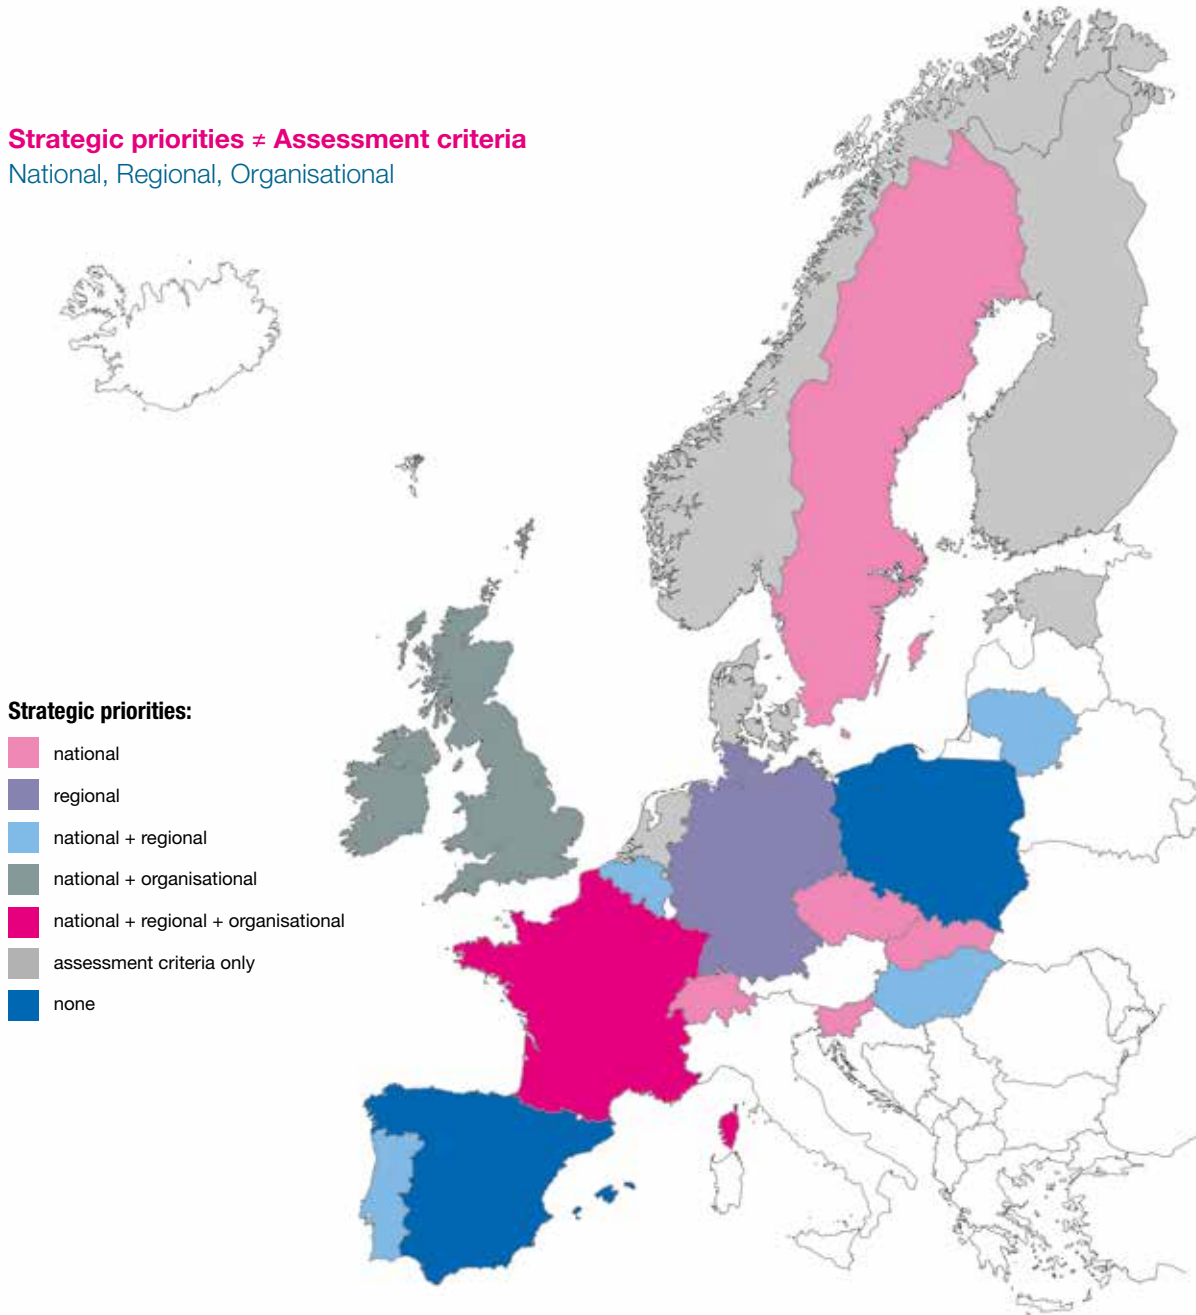 Strategic priorities ≠ Assessment criteria
National, Regional, Organisational
Strategic priorities:
national
regional
national + regional
national + organisational
national + regional + organisational
assessment criteria only
none